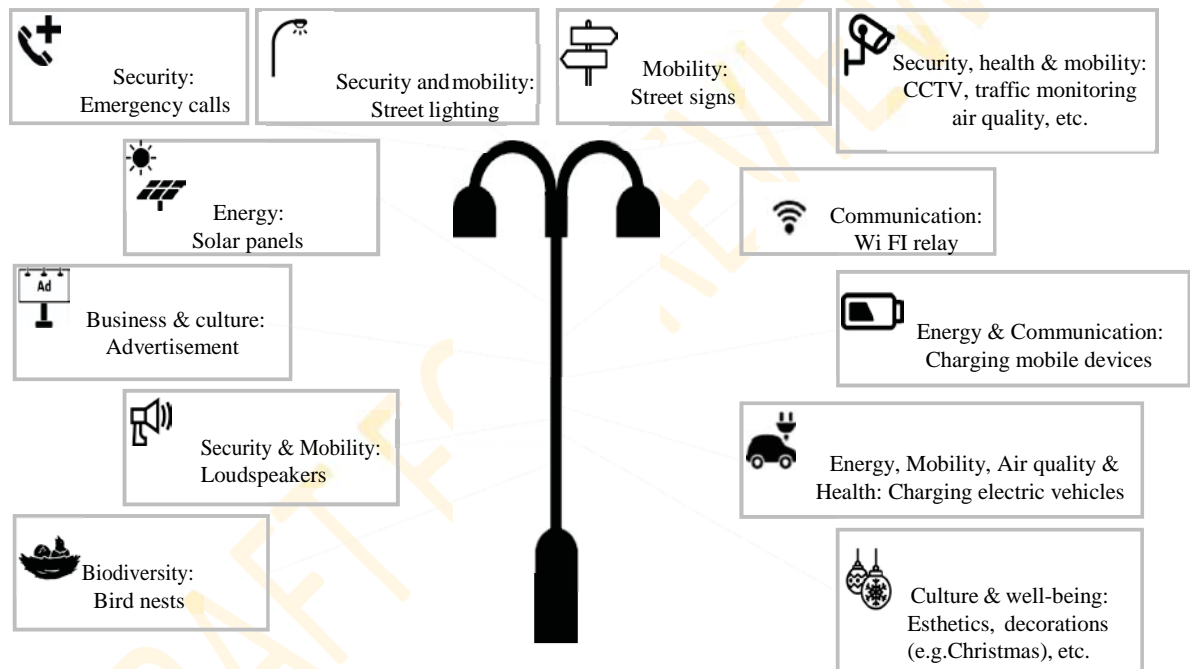 Security:
Emergency calls
Security and mobility:
Street lighting
Mobility:
Street signs
Security, health & mobility:
CCTV, traffic monitoring
air quality, etc.
Energy:
Solar panels
Communication:
Wi FI relay
Ad
Business & culture:
Advertisement
Energy & Communication:
Charging mobile devices
Security & Mobility:
Loudspeakers
Energy, Mobility, Air quality &
Health: Charging electric vehicles
Biodiversity:
Bird nests
Culture & well-being:
Esthetics, decorations
(e.g.Christmas), etc.